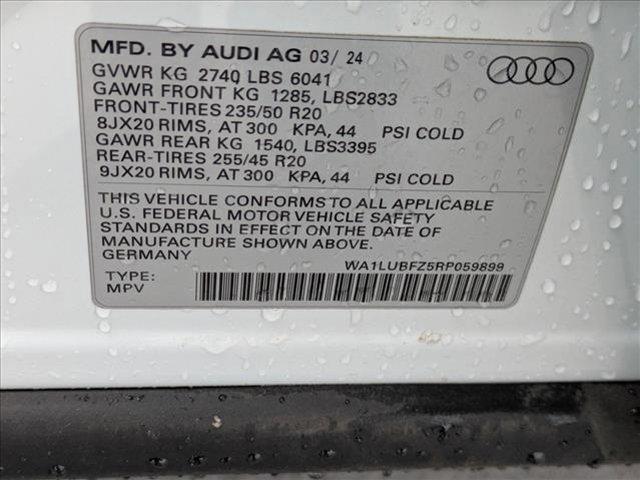 MFD. BY AUDI AG 03/ 24
GVWR KG 2740 LBS 6041
GAWR FRONT KG 1285, LBS2833
FRONT-TIRES 235/50 R20
8JX20 RIMS, AT 300 KPA, 44 PSI COLD
GAWR REAR KG 1540, LBS3395
REAR-TIRES 255/45 R20
9JX20 RIMS, AT 300 KPA, 44 PSI COLD
THIS VEHICLE CONFORMS TO ALL APPLICABLE
U.S. FEDERAL MOTOR VEHICLE SAFETY
STANDARDS IN EFFECT ON THE DATE OF
MANUFACTURE SHOWN ABOVE.
GERMANY
WA1LUBFZ5RP059899
TYPE:
MPV